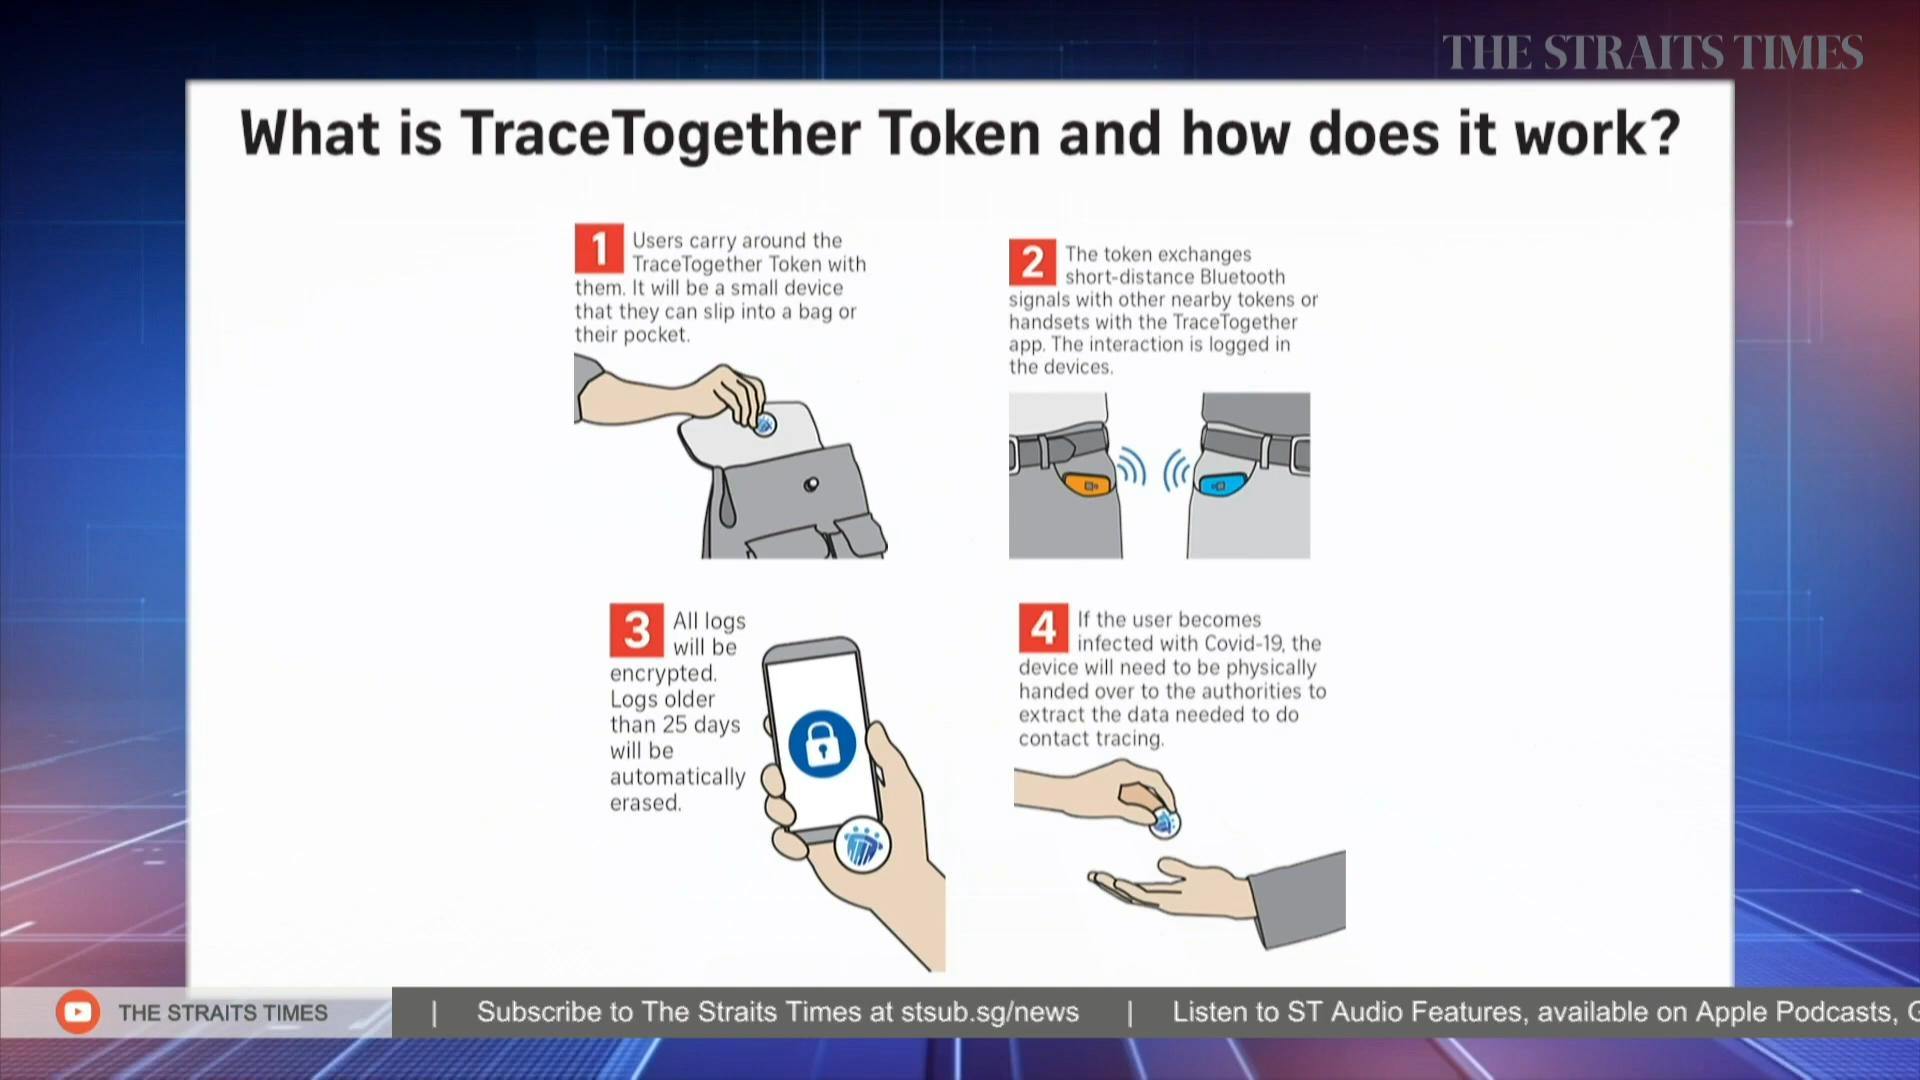 THE STRAITS TIMES
What is TraceTogether Token and how does it work?
1 Users carry around the
TraceTogether Token with
them. It will be a small device
that they can slip into a bag or
their pocket.
2 The token exchanges
short-distance Bluetooth
signals with other nearby tokens or
handsets with the TraceTogether
app. The interaction is logged in
the devices.
3 All logs
will be
encrypted.
Logs older
than 25 days
will be
automatically
erased.
4 If the user becomes
infected with Covid-19, the
device will need to be physically
handed over to the authorities to
extract the data needed to do
contact tracing.
THE STRAITS TIMES | Subscribe to The Straits Times at stsub.sg/news | Listen to ST Audio Features, available on Apple Podcasts,